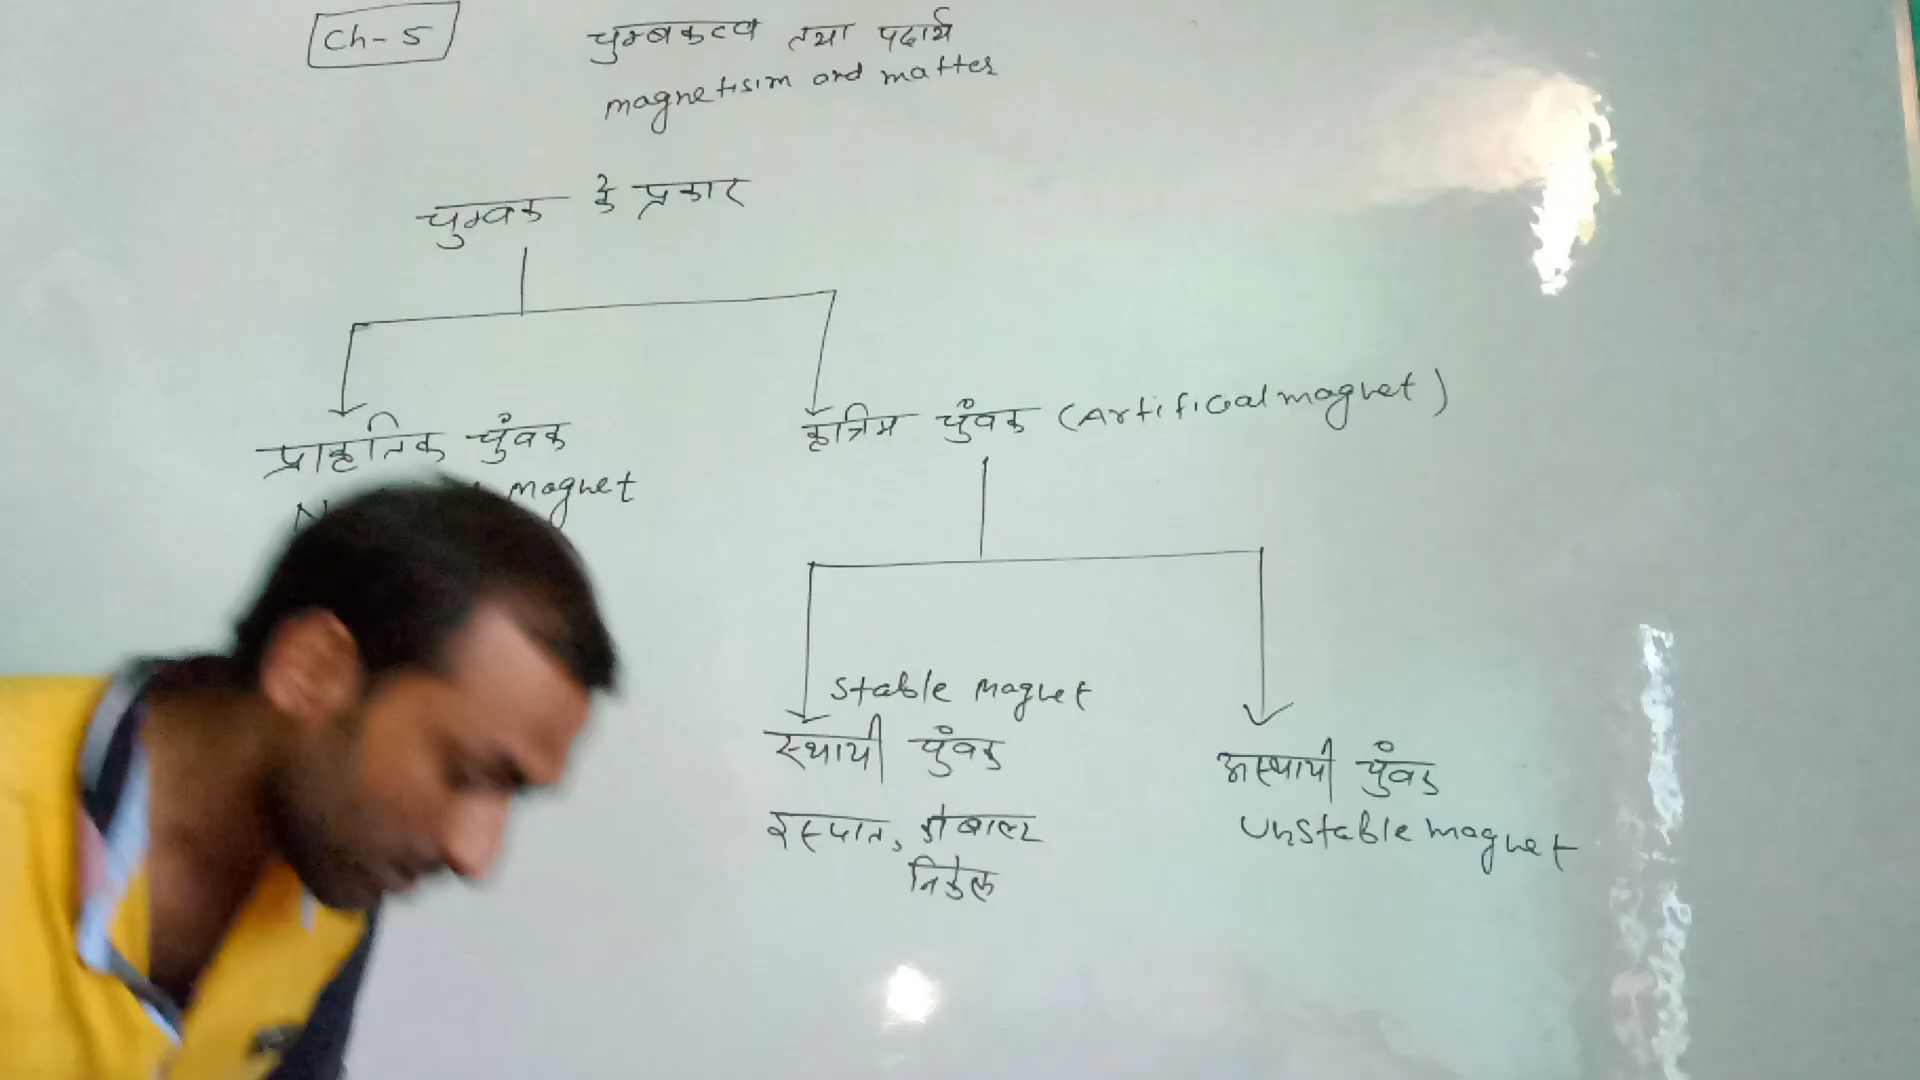 Ch-5
चुम्बकत्व तथा पदार्थ
magnetisim and matter
चुम्बक के प्रकार
प्राकृतिक चुंबक
magnet
कृत्रिम चुंबक (Artifical magnet)
stable magnet
स्थायी चुंबक
इस्पात, कोबाल्ट
निकेल
अस्थायी चुंबक
Unstable magnet